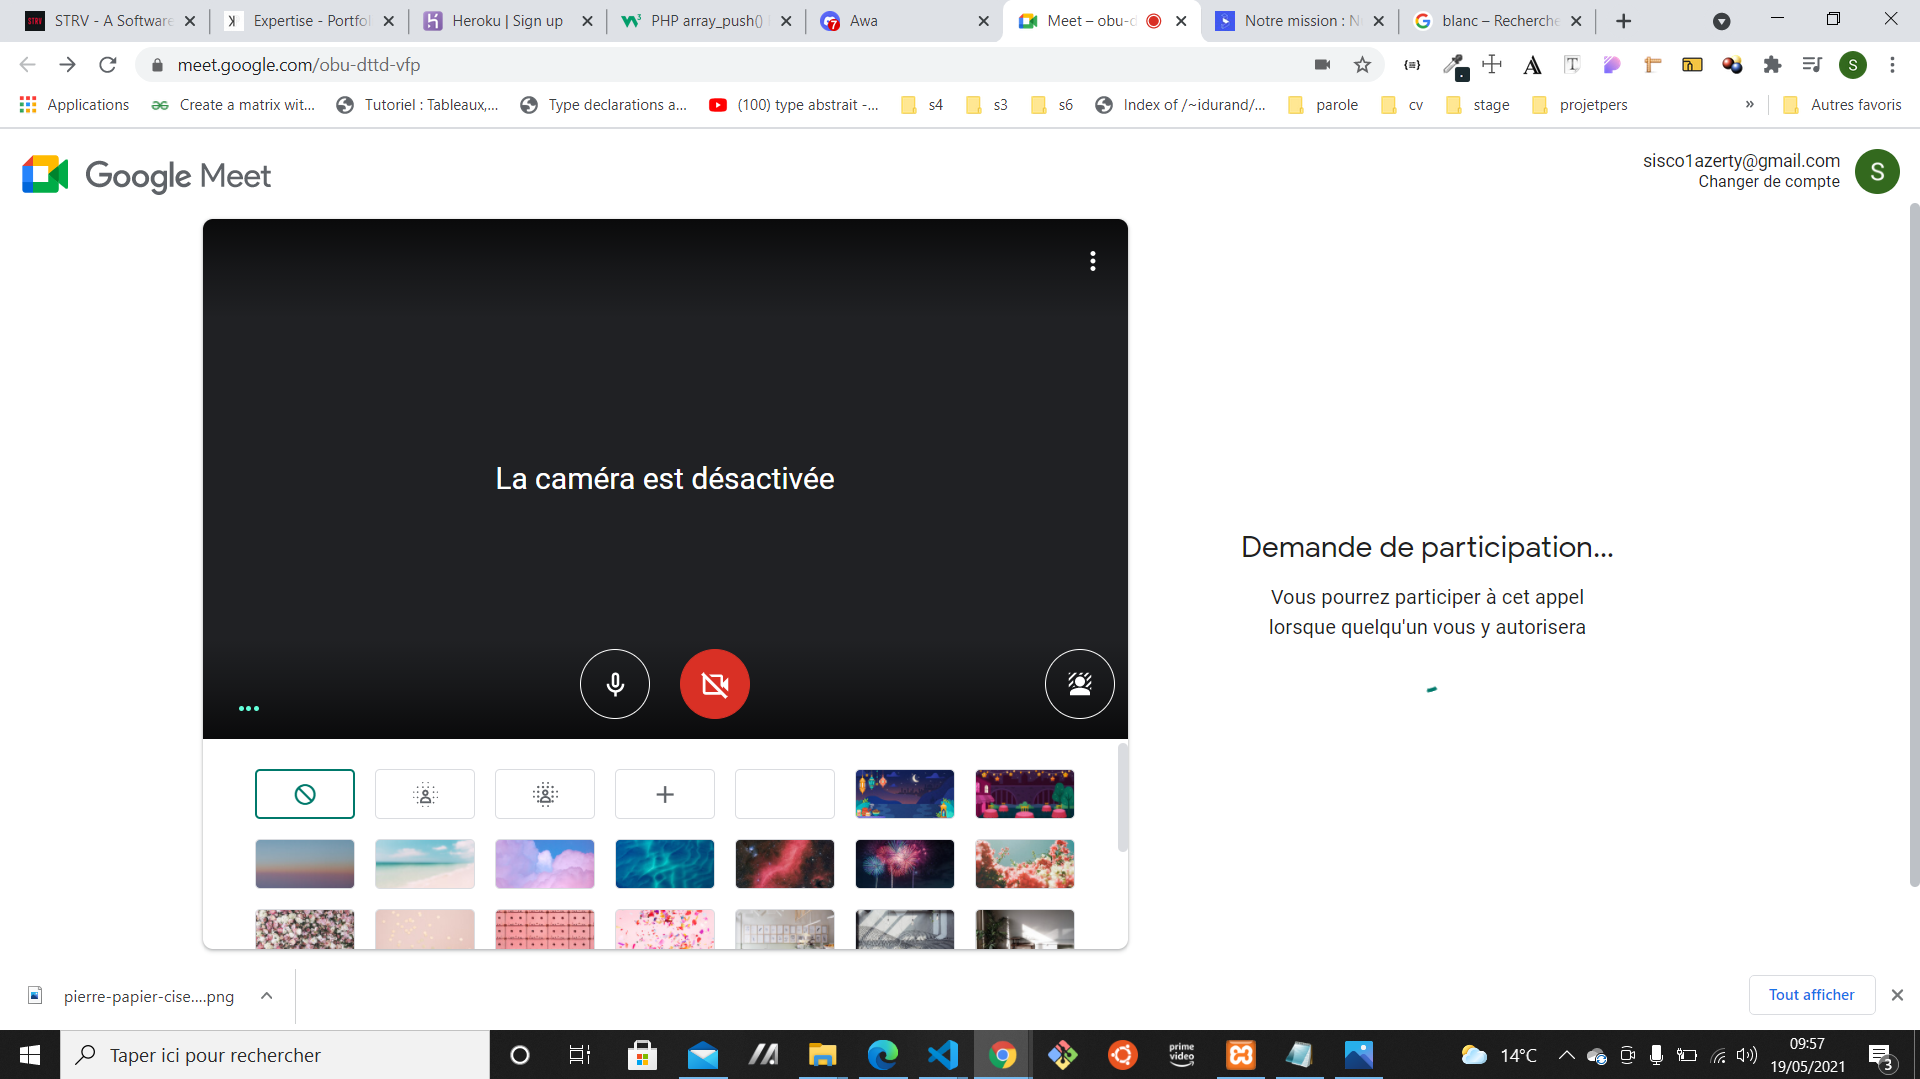 STRV - A Software
Expertise - Portfol
Heroku | Sign up
PHP array_push()
Awa
Meet – obu-d
Notre mission : N
blanc – Recherche
meet.google.com/obu-dttd-vfp
S
Applications
Create a matrix wit...
Tutoriel : Tableaux,...
Type declarations a...
(100) type abstrait -...
s4
s3
s6
Index of /~idurand/...
parole
cv
stage
projetpers
»
Autres favoris
Google Meet
sisco1azerty@gmail.com
Changer de compte
S
La caméra est désactivée
Demande de participation...
Vous pourrez participer à cet appel
lorsque quelqu'un vous y autorisera
pierre-papier-cise....png
Tout afficher
Taper ici pour rechercher
prime
video
14°C
09:57
19/05/2021
3